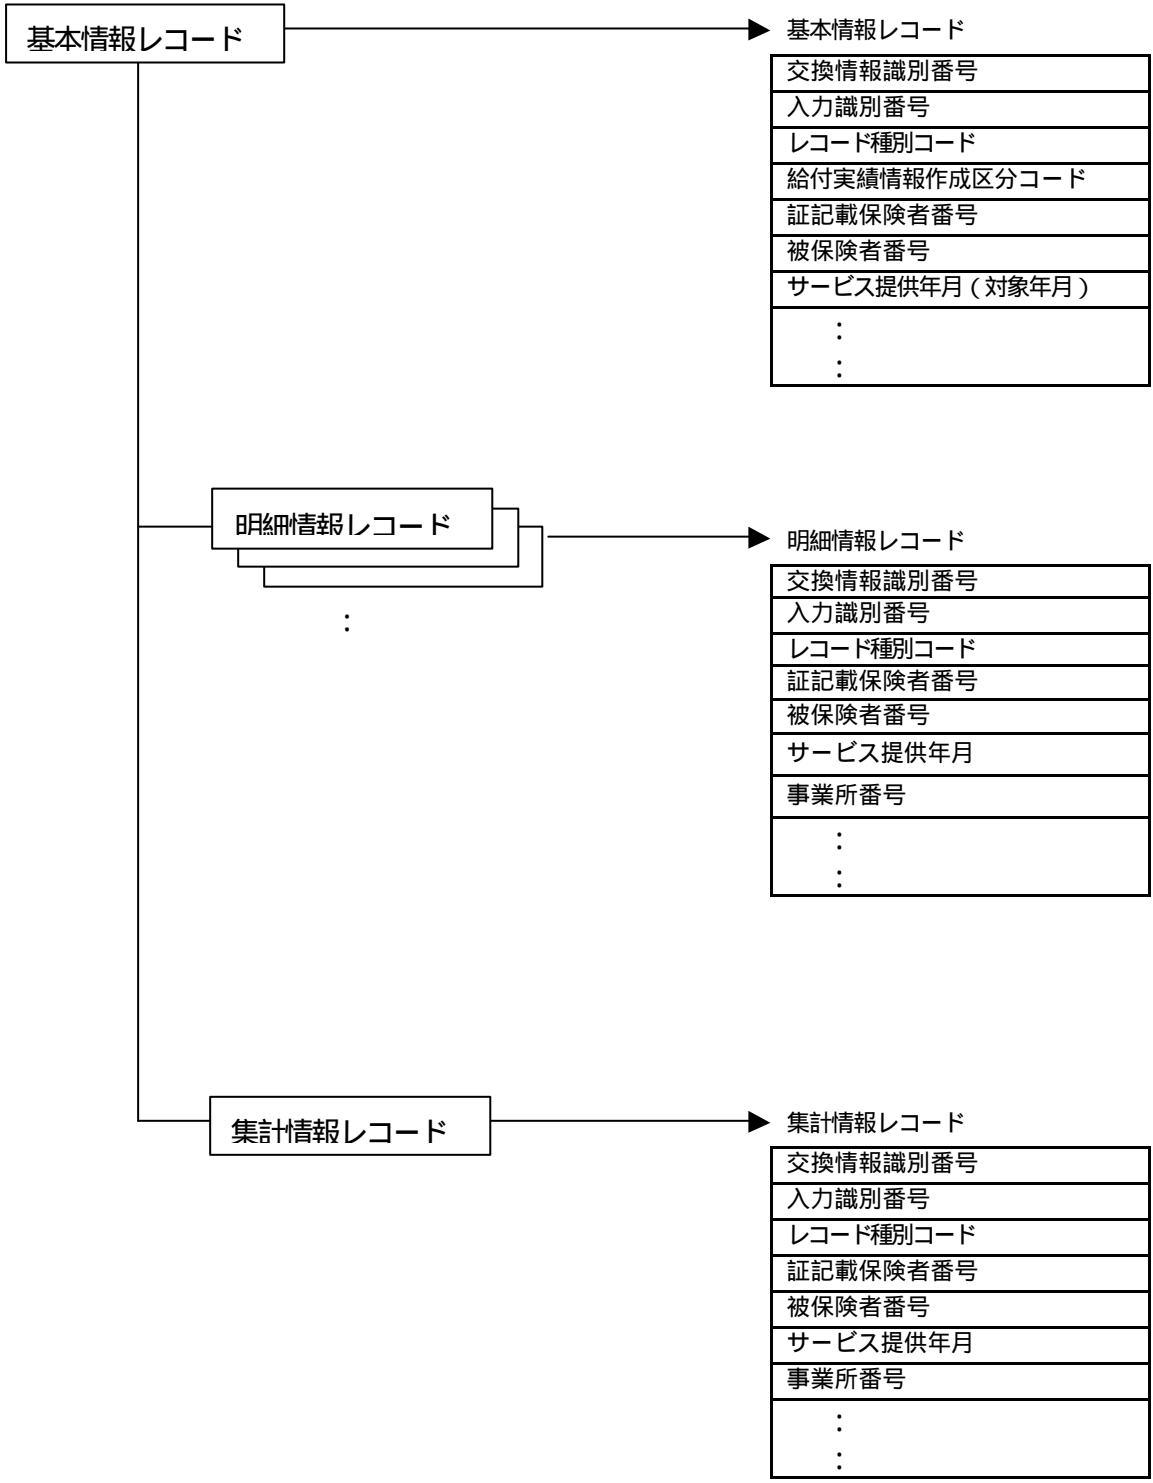 基本情報レコード
基本情報レコード
交換情報識別番号
入力識別番号
レコード種別コード
給付実績情報作成区分コード
証記載保険者番号
被保険者番号
サービス提供年月(対象年月)
:
:
明細情報レコード
:
明細情報レコード
交換情報識別番号
入力識別番号
レコード種別コード
証記載保険者番号
被保険者番号
サービス提供年月
事業所番号
:
:
集計情報レコード
集計情報レコード
交換情報識別番号
入力識別番号
レコード種別コード
証記載保険者番号
被保険者番号
サービス提供年月
事業所番号
:
: